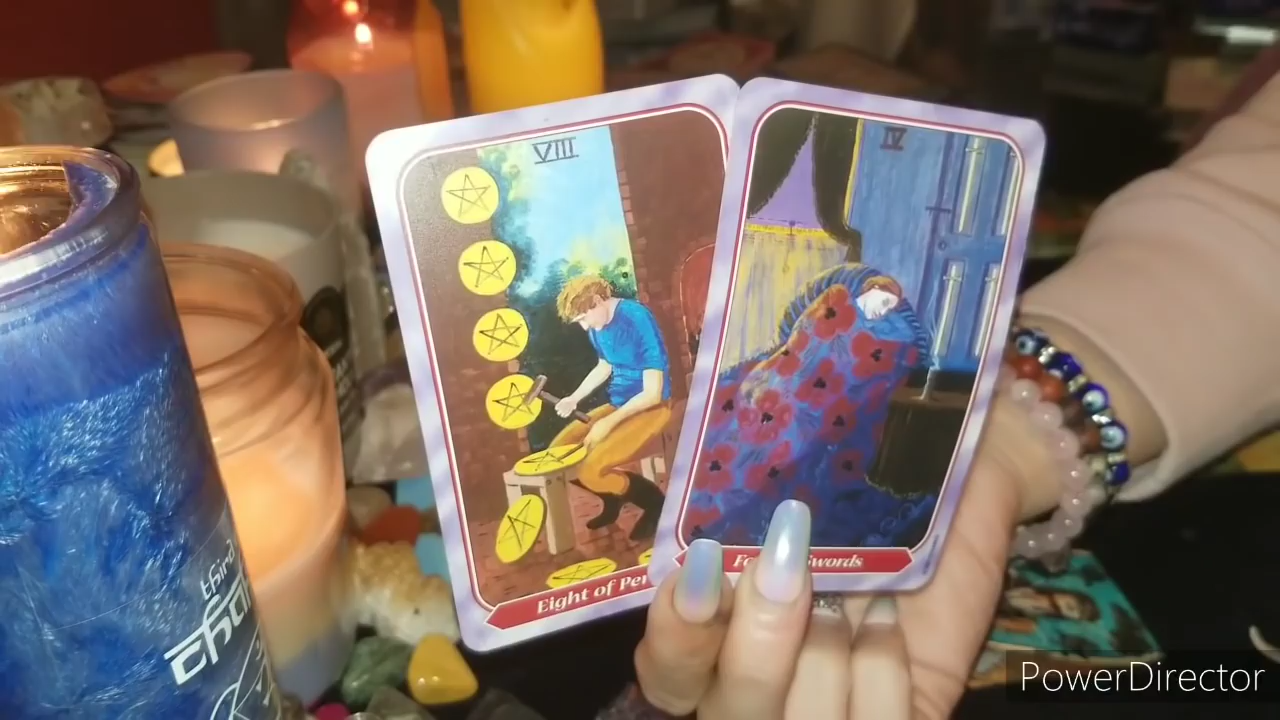 VIII
IV
Eight of Pen
Fo Swords
third
PowerDirector